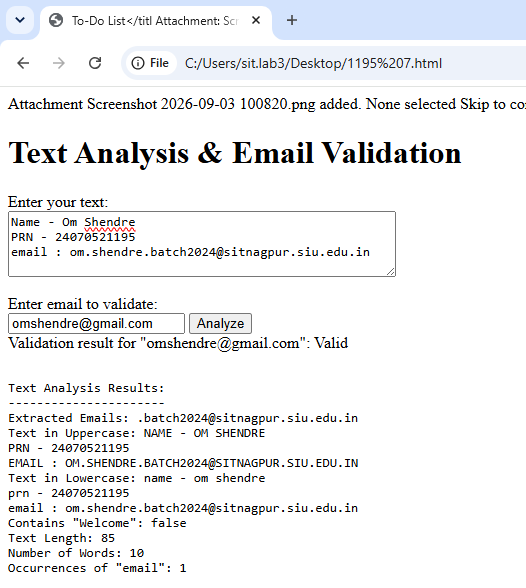 To-Do List</titl Attachment: Scr
File C:/Users/sit.lab3/Desktop/1195%207.html
Attachment Screenshot 2026-09-03 100820.png added. None selected Skip to co
Text Analysis & Email Validation
Enter your text:
Name - Om Shendre
PRN - 24070521195
email : om.shendre.batch2024@sitnagpur.siu.edu.in
Enter email to validate:
omshendre@gmail.com Analyze
Validation result for "omshendre@gmail.com": Valid
Text Analysis Results:
----------------------
Extracted Emails: .batch2024@sitnagpur.siu.edu.in
Text in Uppercase: NAME - OM SHENDRE
PRN - 24070521195
EMAIL : OM.SHENDRE.BATCH2024@SITNAGPUR.SIU.EDU.IN
Text in Lowercase: name - om shendre
prn - 24070521195
email : om.shendre.batch2024@sitnagpur.siu.edu.in
Contains "Welcome": false
Text Length: 85
Number of Words: 10
Occurrences of "email": 1